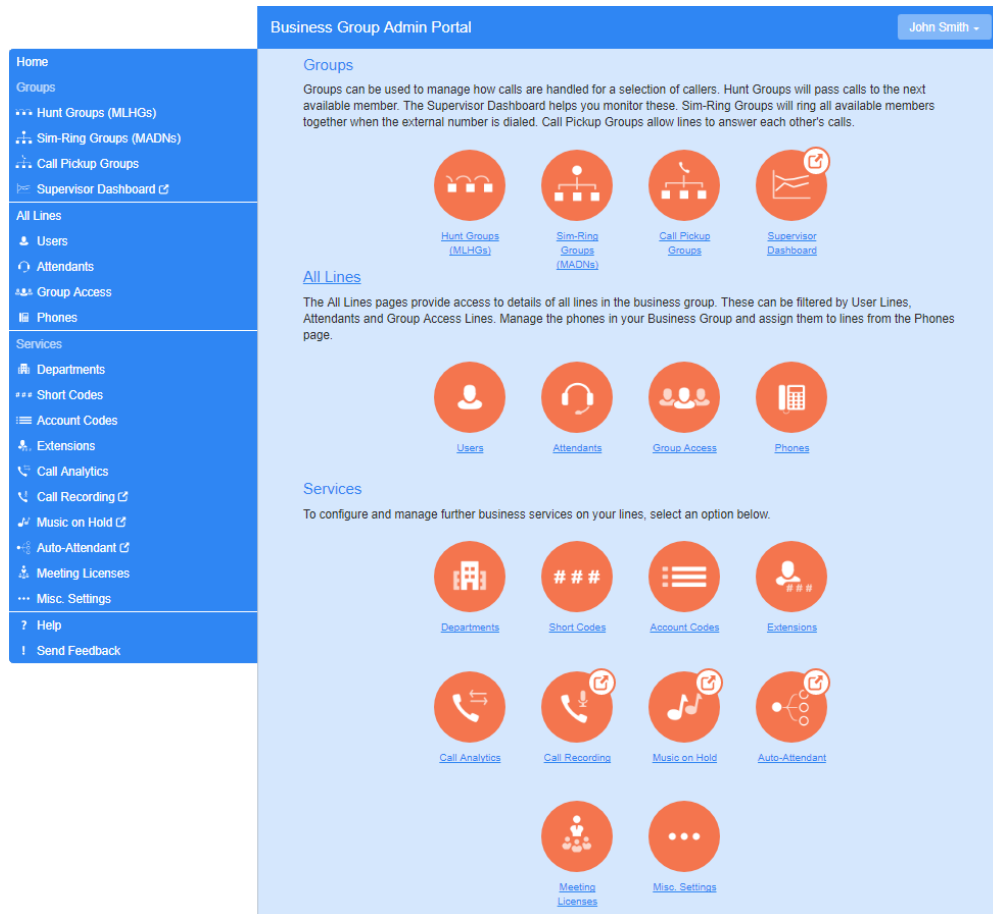 Business Group Admin Portal
John Smith
Home
Groups
Hunt Groups (MLHGs)
Sim-Ring Groups (MADNs)
Call Pickup Groups
Supervisor Dashboard
All Lines
Users
Attendants
Group Access
Phones
Services
Departments
### Short Codes
Account Codes
Extensions
Call Analytics
Call Recording
Music on Hold
Auto-Attendant
Meeting Licenses
... Misc. Settings
? Help
! Send Feedback
Groups
Groups can be used to manage how calls are handled for a selection of callers. Hunt Groups will pass calls to the next
available member. The Supervisor Dashboard helps you monitor these. Sim-Ring Groups will ring all available members
together when the external number is dialed. Call Pickup Groups allow lines to answer each other's calls.
Hunt Groups
(MLHGs)
Sim-Ring
Groups
(MADNs)
Call Pickup
Groups
Supervisor
Dashboard
All Lines
The All Lines pages provide access to details of all lines in the business group. These can be filtered by User Lines,
Attendants and Group Access Lines. Manage the phones in your Business Group and assign them to lines from the Phones
page.
Users
Attendants
Group Access
Phones
Services
To configure and manage further business services on your lines, select an option below.
# # #
###
Departments
Short Codes
Account Codes
Extensions
Call Analytics
Call Recording
Music on Hold
Auto-Attendant
Meeting
Licenses
Misc. Settings